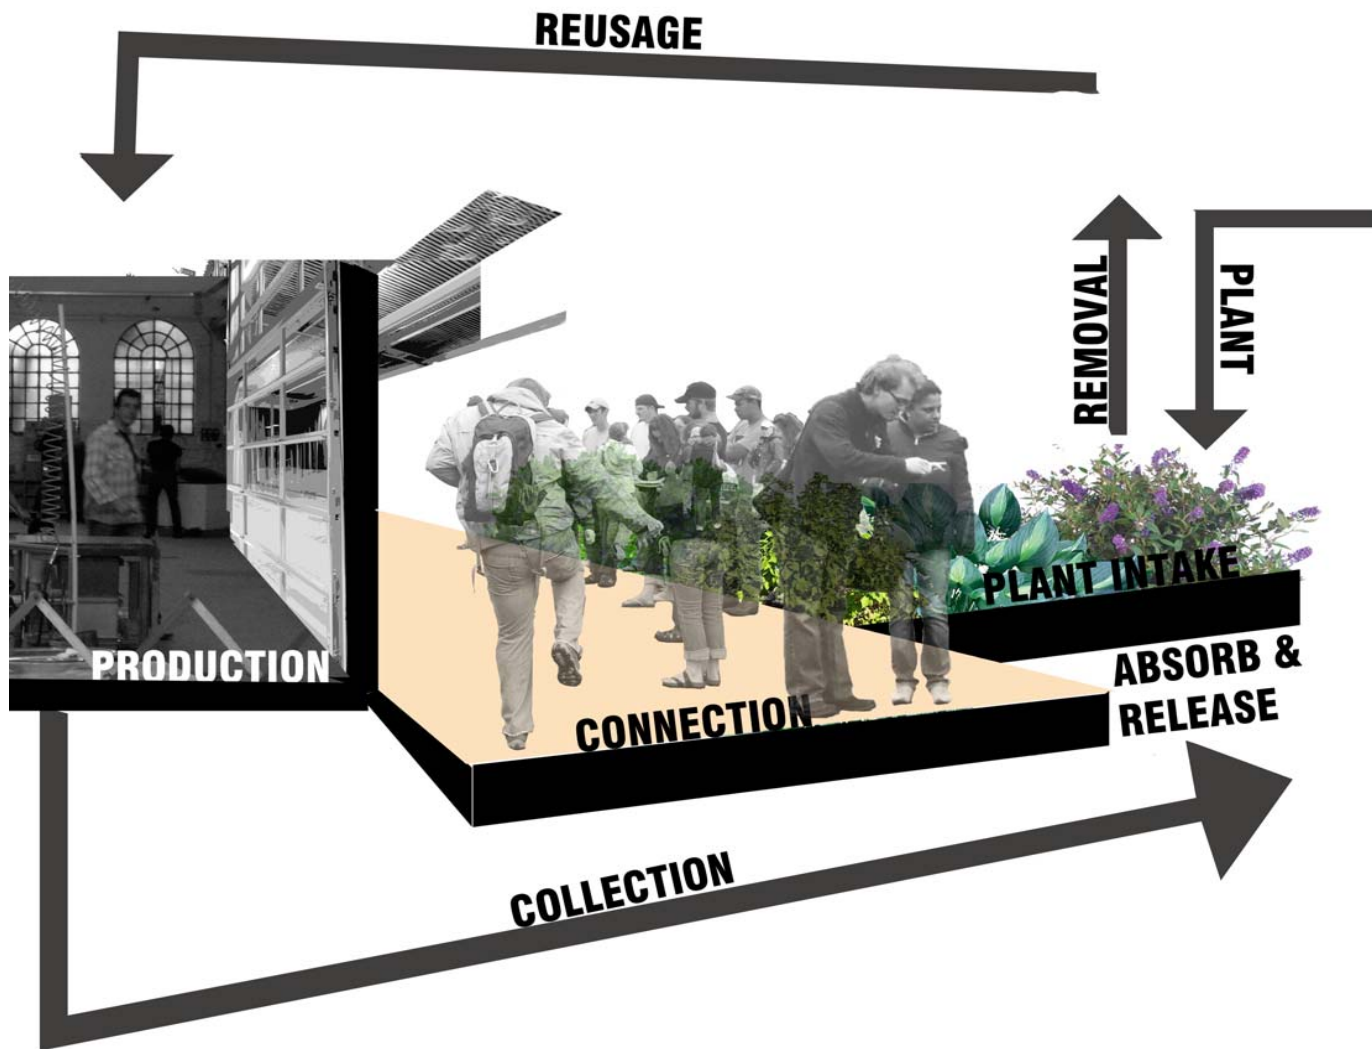 REUSAGE
REMOVAL
PLANT
PLANT INTAKE
PRODUCTION
ABSORB &
RELEASE
CONNECTION
COLLECTION